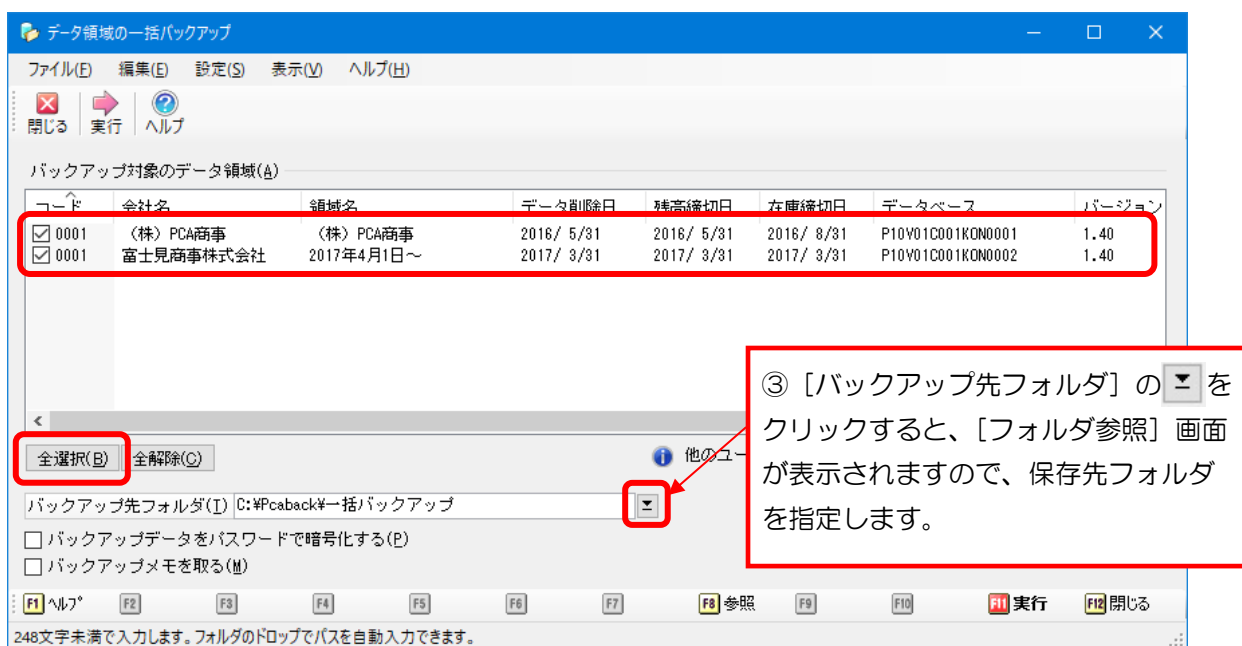 データ領域の一括バックアップ
ファイル(F) 編集(E) 設定(S) 表示(V) ヘルプ(H)
閉じる 実行 ヘルプ
バックアップ対象のデータ領域(A)
コード 会社名 領域名 データ削除日 残高締切日 在庫締切日 データベース バージョン
0001 （株）PCA商事 （株）PCA商事 2016/ 5/31 2016/ 5/31 2016/ 8/31 P10V01C001KON0001 1.40
0001 富士見商事株式会社 2017年4月1日～ 2017/ 3/31 2017/ 3/31 2017/ 3/31 P10V01C001KON0002 1.40
③［バックアップ先フォルダ］の を
クリックすると、［フォルダ参照］画面
が表示されますので、保存先フォルダ
を指定します。
全選択(B) 全解除(C) 他のユー
バックアップ先フォルダ(T) C:¥Pcaback¥一括バックアップ
バックアップデータをパスワードで暗号化する(P)
バックアップメモを取る(M)
F1 ﾍﾙﾌﾟ F2 F3 F4 F5 F6 F7 F8 参照 F9 F10 F11 実行 F12 閉じる
248文字未満で入力します。フォルダのドロップでパスを自動入力できます。